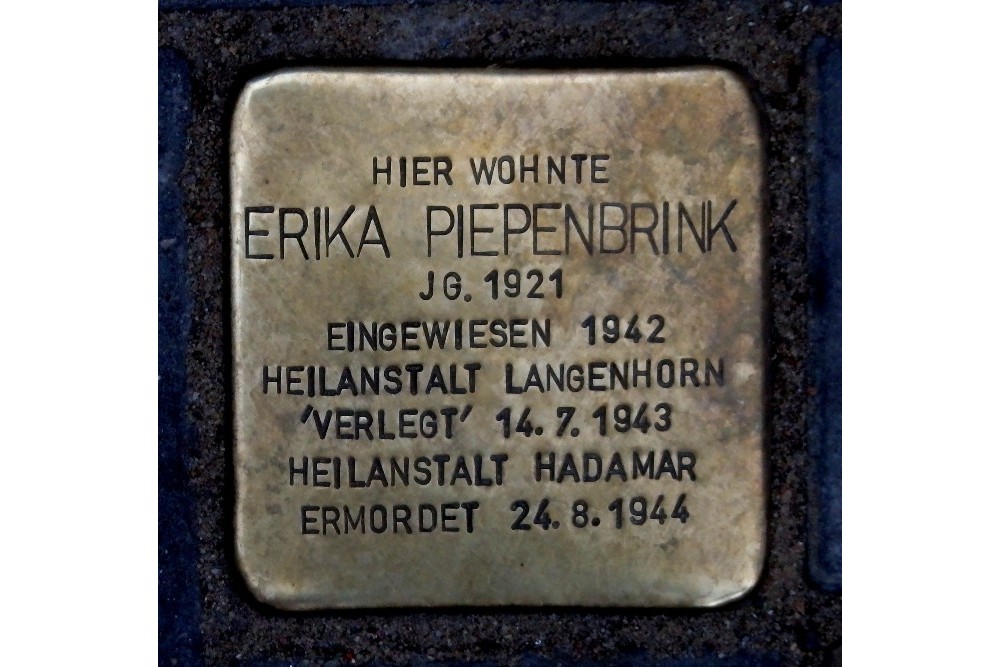 HIER WOHNTE
ERIKA PIEPENBRINK
JG. 1921
EINGEWIESEN 1942
HEILANSTALT LANGENHORN
'VERLEGT' 14.7.1943
HEILANSTALT HADAMAR
ERMORDET 24.8.1944